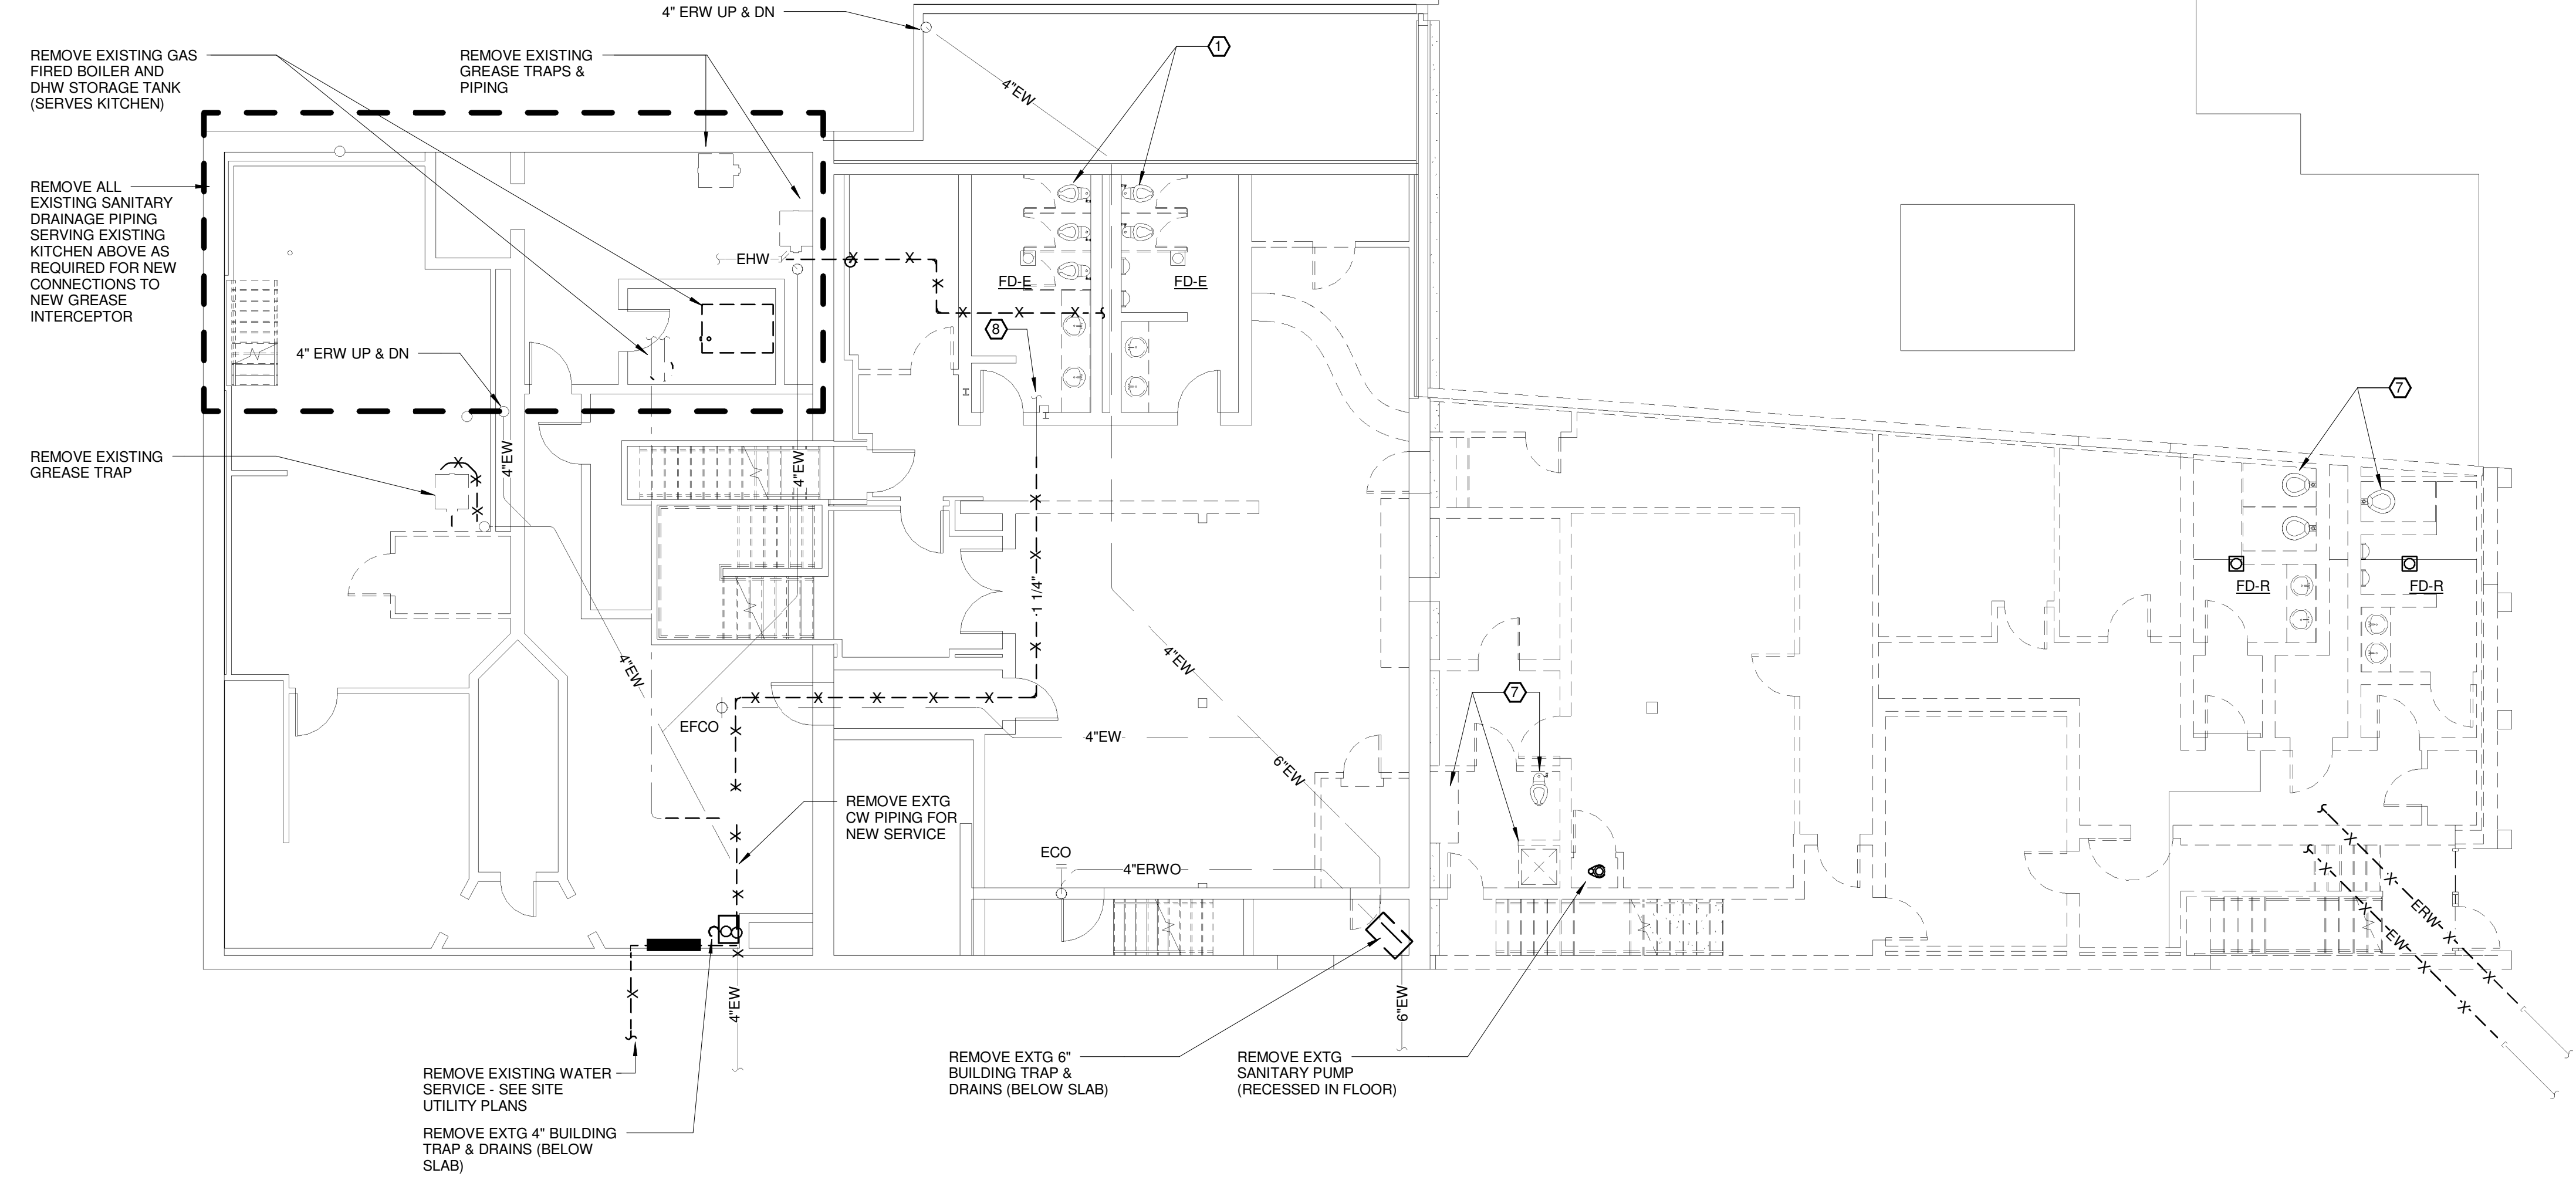 4" ERW UP & DN
REMOVE EXISTING GAS
FIRED BOILER AND
DHW STORAGE TANK
(SERVES KITCHEN)
REMOVE EXISTING
GREASE TRAPS &
PIPING
1
4"EW
REMOVE ALL
EXISTING SANITARY
DRAINAGE PIPING
SERVING EXISTING
KITCHEN ABOVE AS
REQUIRED FOR NEW
CONNECTIONS TO
NEW GREASE
INTERCEPTOR
EHW
FD-E
FD-E
8
4" ERW UP & DN
7
REMOVE EXISTING
GREASE TRAP
4"EW
4"EW
1 1/4"
FD-R
FD-R
4"EW
4"EW
7
EFCO
4"EW
6"EW
REMOVE EXTG
CW PIPING FOR
NEW SERVICE
ECO
4"ERWO
ERW
EW
4"EW
6"EW
REMOVE EXISTING WATER
SERVICE - SEE SITE
UTILITY PLANS
REMOVE EXTG 6"
BUILDING TRAP &
DRAINS (BELOW SLAB)
REMOVE EXTG
SANITARY PUMP
(RECESSED IN FLOOR)
REMOVE EXTG 4" BUILDING
TRAP & DRAINS (BELOW
SLAB)